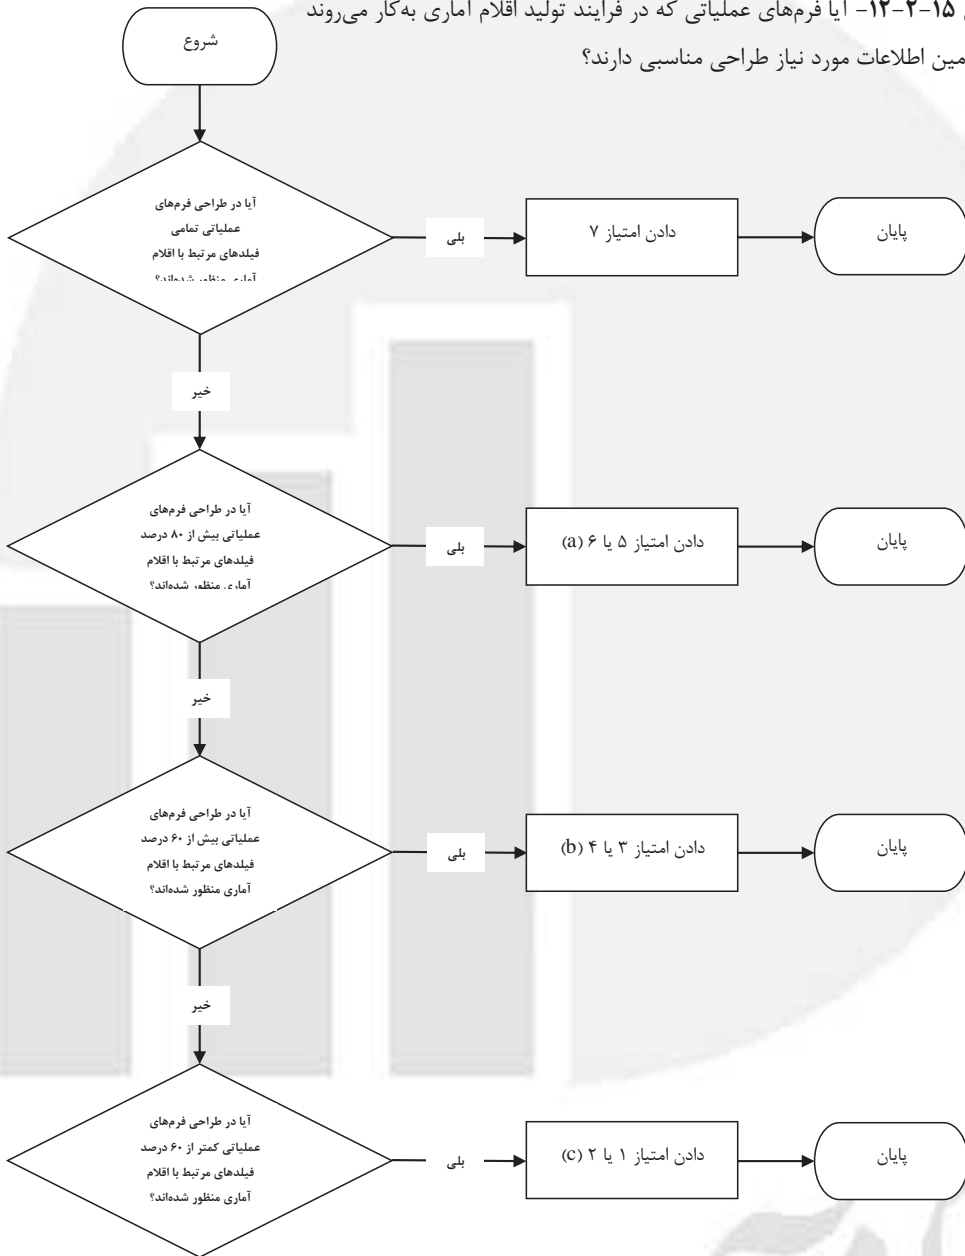 ۱۵-۲-۱۲- آیا فرم‌های عملیاتی که در فرایند تولید اقلام آماری به‌کار می‌روند
اطلاعات مورد نیاز طراحی مناسبی دارند؟
شروع
آیا در طراحی فرم‌های
عملیاتی تمامی
فیلدهای مرتبط با اقلام
آماری منظور شده‌اند؟
بلی
دادن امتیاز ۷
پایان
خیر
آیا در طراحی فرم‌های
عملیاتی بیش از ۸۰ درصد
فیلدهای مرتبط با اقلام
آماری منظور شده‌اند؟
بلی
دادن امتیاز ۵ یا ۶ (a)
پایان
خیر
آیا در طراحی فرم‌های
عملیاتی بیش از ۶۰ درصد
فیلدهای مرتبط با اقلام
آماری منظور شده‌اند؟
بلی
دادن امتیاز ۳ یا ۴ (b)
پایان
خیر
آیا در طراحی فرم‌های
عملیاتی کمتر از ۶۰ درصد
فیلدهای مرتبط با اقلام
آماری منظور شده‌اند؟
بلی
دادن امتیاز ۱ یا ۲ (c)
پایان